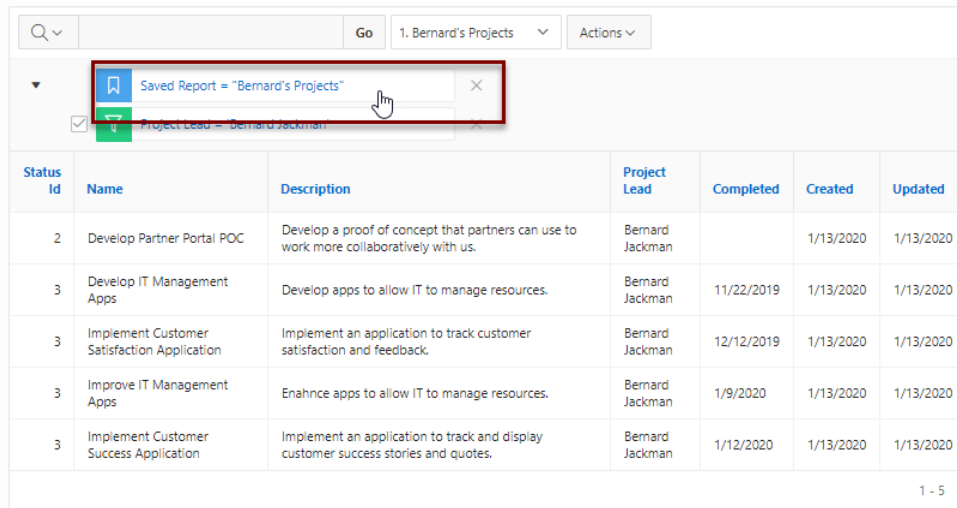 Go 1. Bernard's Projects Actions
Saved Report = "Bernard's Projects"
Project Lead = 'Bernard Jackman'
Status Id Name Description Project Lead Completed Created Updated
2 Develop Partner Portal POC Develop a proof of concept that partners can use to work more collaboratively with us. Bernard Jackman 1/13/2020 1/13/2020
3 Develop IT Management Apps Develop apps to allow IT to manage resources. Bernard Jackman 11/22/2019 1/13/2020 1/13/2020
3 Implement Customer Satisfaction Application Implement an application to track customer satisfaction and feedback. Bernard Jackman 12/12/2019 1/13/2020 1/13/2020
3 Improve IT Management Apps Enahnce apps to allow IT to manage resources. Bernard Jackman 1/9/2020 1/13/2020 1/13/2020
3 Implement Customer Success Application Implement an application to track and display customer success stories and quotes. Bernard Jackman 1/12/2020 1/13/2020 1/13/2020
1 - 5